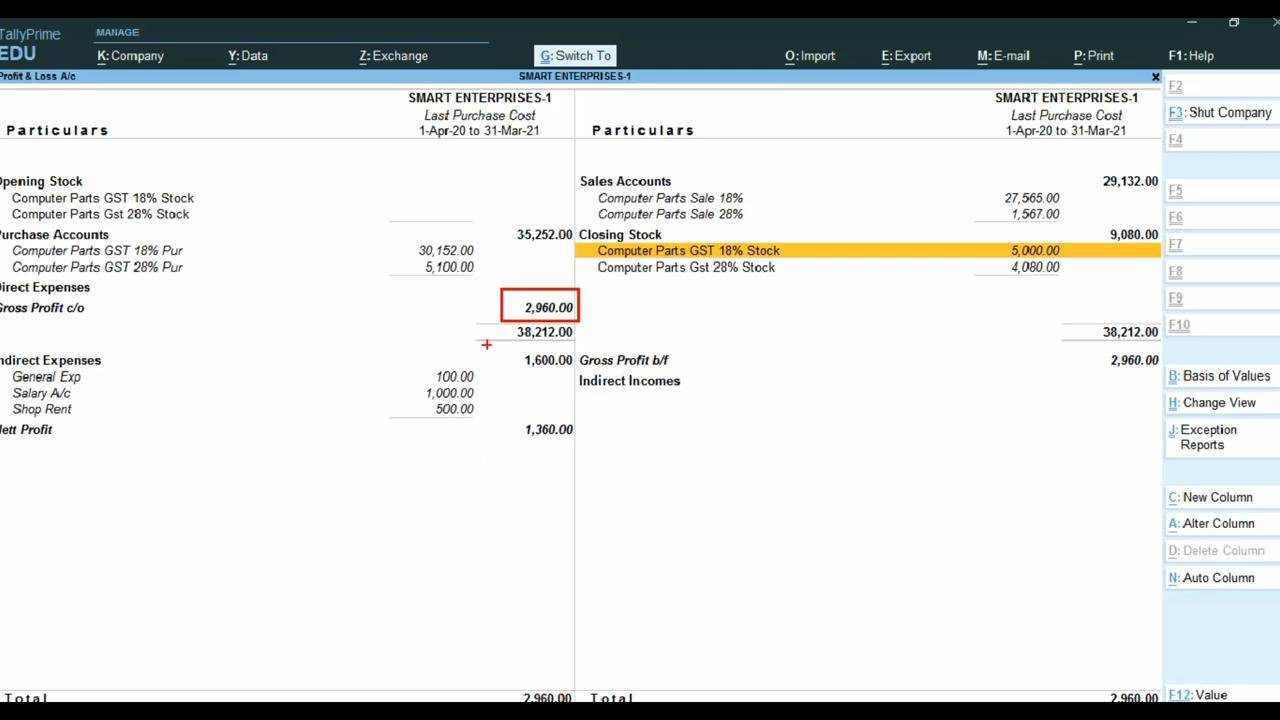 TallyPrime
EDU
MANAGE
K: Company
Y: Data
Z: Exchange
G: Switch To
O: Import
E: Export
M: E-mail
P: Print
F1: Help
Profit & Loss A/c
SMART ENTERPRISES-1
x
Particulars
SMART ENTERPRISES-1
Last Purchase Cost
1-Apr-20 to 31-Mar-21
Opening Stock
Computer Parts GST 18% Stock
Computer Parts Gst 28% Stock
Purchase Accounts 35,252.00
Computer Parts GST 18% Pur 30,152.00
Computer Parts GST 28% Pur 5,100.00
Direct Expenses
Gross Profit c/o 2,960.00
38,212.00
Indirect Expenses 1,600.00
General Exp 100.00
Salary A/c 1,000.00
Shop Rent 500.00
Nett Profit 1,360.00
Total 2,960.00
Particulars
SMART ENTERPRISES-1
Last Purchase Cost
1-Apr-20 to 31-Mar-21
Sales Accounts 29,132.00
Computer Parts Sale 18% 27,565.00
Computer Parts Sale 28% 1,567.00
Closing Stock 9,080.00
Computer Parts GST 18% Stock 5,000.00
Computer Parts Gst 28% Stock 4,080.00
38,212.00
Gross Profit b/f 2,960.00
Indirect Incomes
Total 2,960.00
F2
F3: Shut Company
F4
F5
F6
F7
F8
F9
F10
B: Basis of Values
H: Change View
J: Exception
Reports
C: New Column
A: Alter Column
D: Delete Column
N: Auto Column
F12: Value